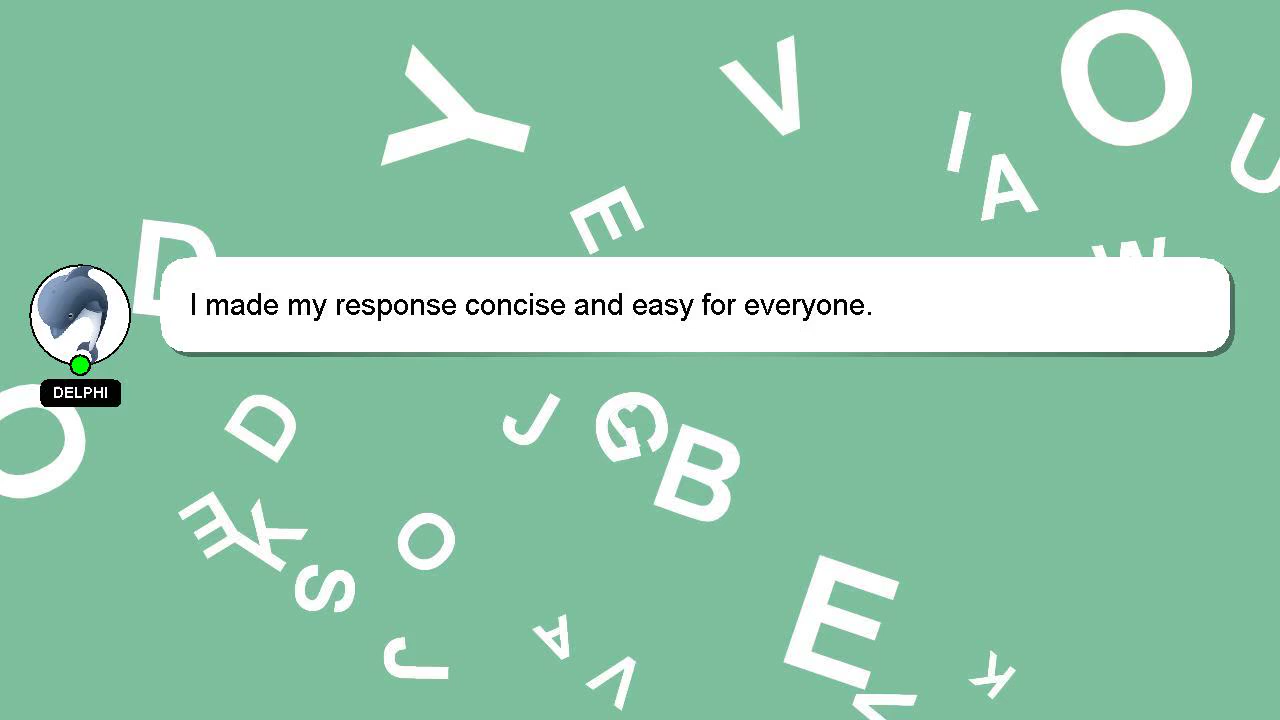 Y
V
O
I
A
U
E
D
W
I made my response concise and easy for everyone.
DELPHI
O
D
J
G
B
E
K
O
S
J
A
V
E
K
V